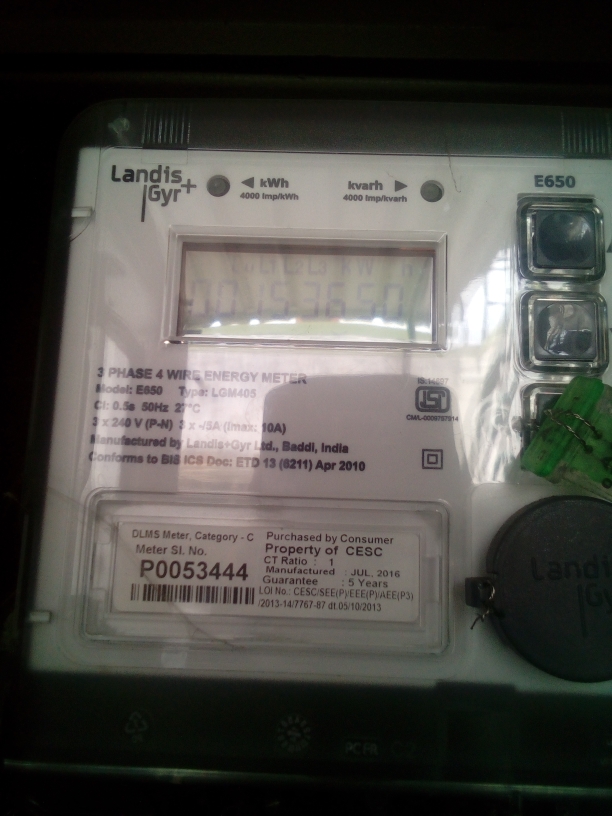 Landis
Gyr+
◄ kWh
4000 Imp/kWh
kvarh ►
4000 Imp/kvarh
E650
3 PHASE 4 WIRE ENERGY METER
Model: E650 Type: LGM405
Cl: 0.5s 50Hz 27°C
3 x 240 V (P-N) 3 x -/5A (Imax: 10A)
Manufactured by Landis+Gyr Ltd., Baddi, India
Conforms to BIS ICS Doc: ETD 13 (6211) Apr 2010
DLMS Meter, Category - C
Meter Sl. No.
P0053444
Purchased by Consumer
Property of CESC
CT Ratio : 1
Manufactured : JUL, 2016
Guarantee : 5 Years
LOI No.: CESC/SEE(P)/EEE(P)/AEE(P3)
/2013-14/7767-87 dt.05/10/2013
Landis
Gyr